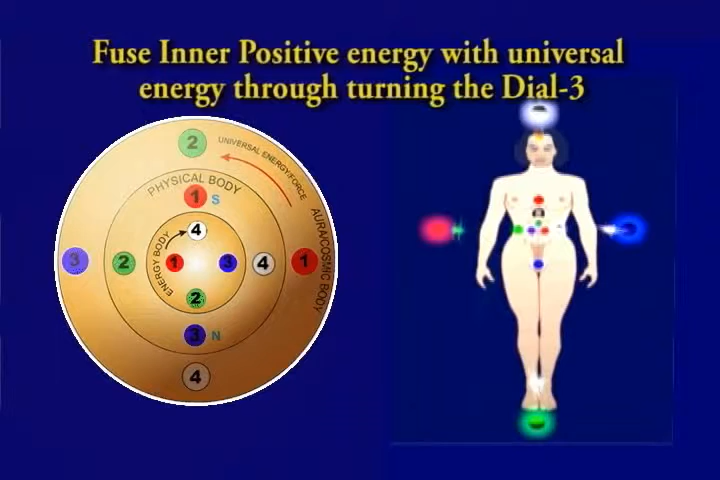 Fuse Inner Positive energy with universal
energy through turning the Dial-3
2
UNIVERSAL ENERGY/FORCE
PHYSICAL BODY
1 S
AURA/COSMIC BODY
4
ENERGY BODY
3 2 1 3 4 1
2
3 N
4